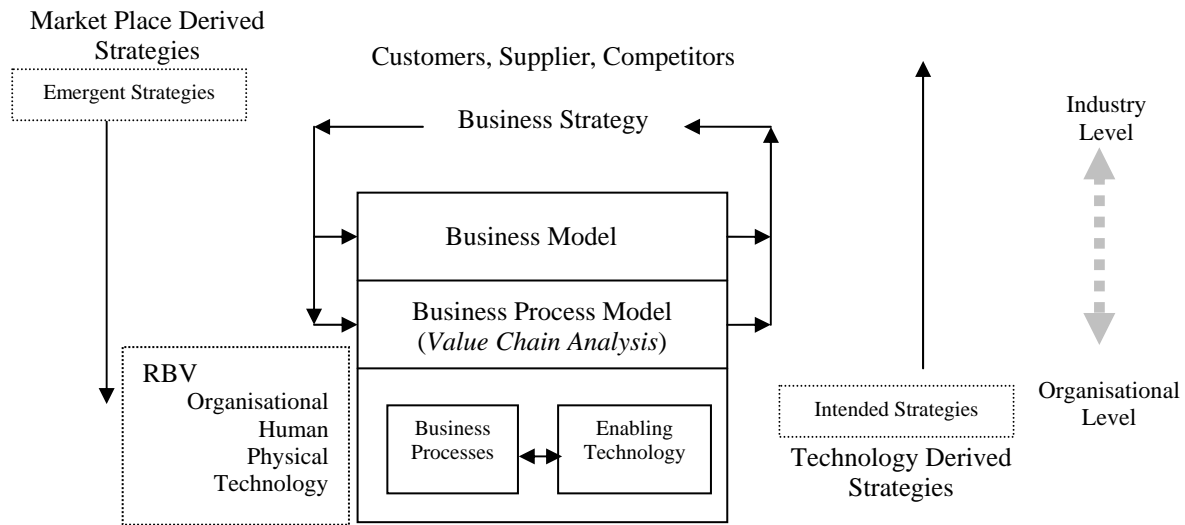 Market Place Derived
Strategies
Emergent Strategies
Customers, Supplier, Competitors
Business Strategy
Industry
Level
Business Model
Business Process Model
(Value Chain Analysis)
RBV
Organisational
Human
Physical
Technology
Business
Processes
Enabling
Technology
Intended Strategies
Technology Derived
Strategies
Organisational
Level